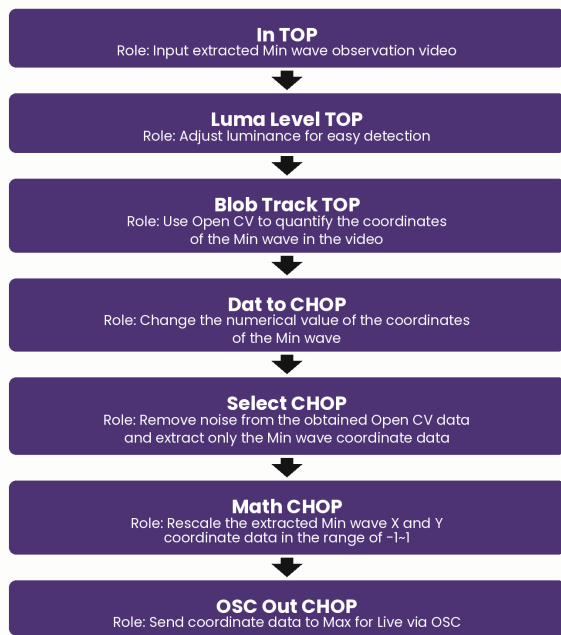 In TOP
Role: Input extracted Min wave observation video
Luma Level TOP
Role: Adjust luminance for easy detection
Blob Track TOP
Role: Use Open CV to quantify the coordinates
of the Min wave in the video
Dat to CHOP
Role: Change the numerical value of the coordinates
of the Min wave
Select CHOP
Role: Remove noise from the obtained Open CV data
and extract only the Min wave coordinate data
Math CHOP
Role: Rescale the extracted Min wave X and Y
coordinate data in the range of -1~1
OSC Out CHOP
Role: Send coordinate data to Max for Live via OSC